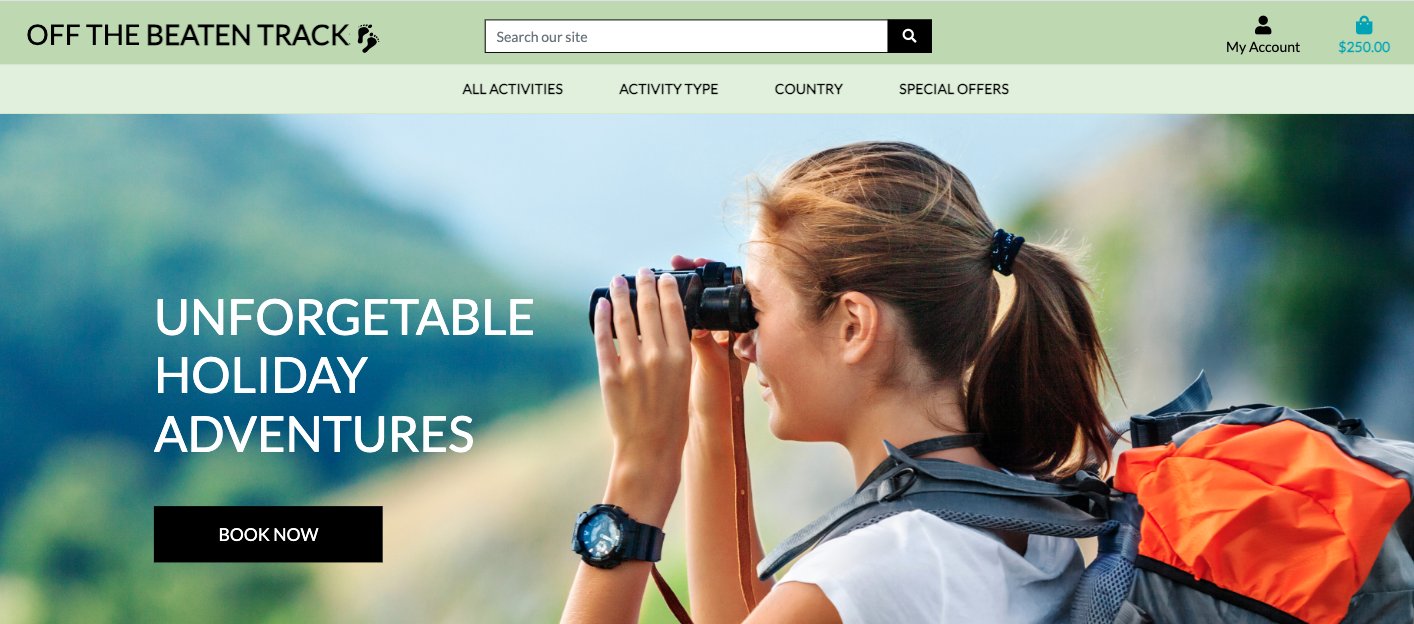 OFF THE BEATEN TRACK
Search our site
My Account
$250.00
ALL ACTIVITIES
ACTIVITY TYPE
COUNTRY
SPECIAL OFFERS
UNFORGETABLE
HOLIDAY
ADVENTURES
BOOK NOW